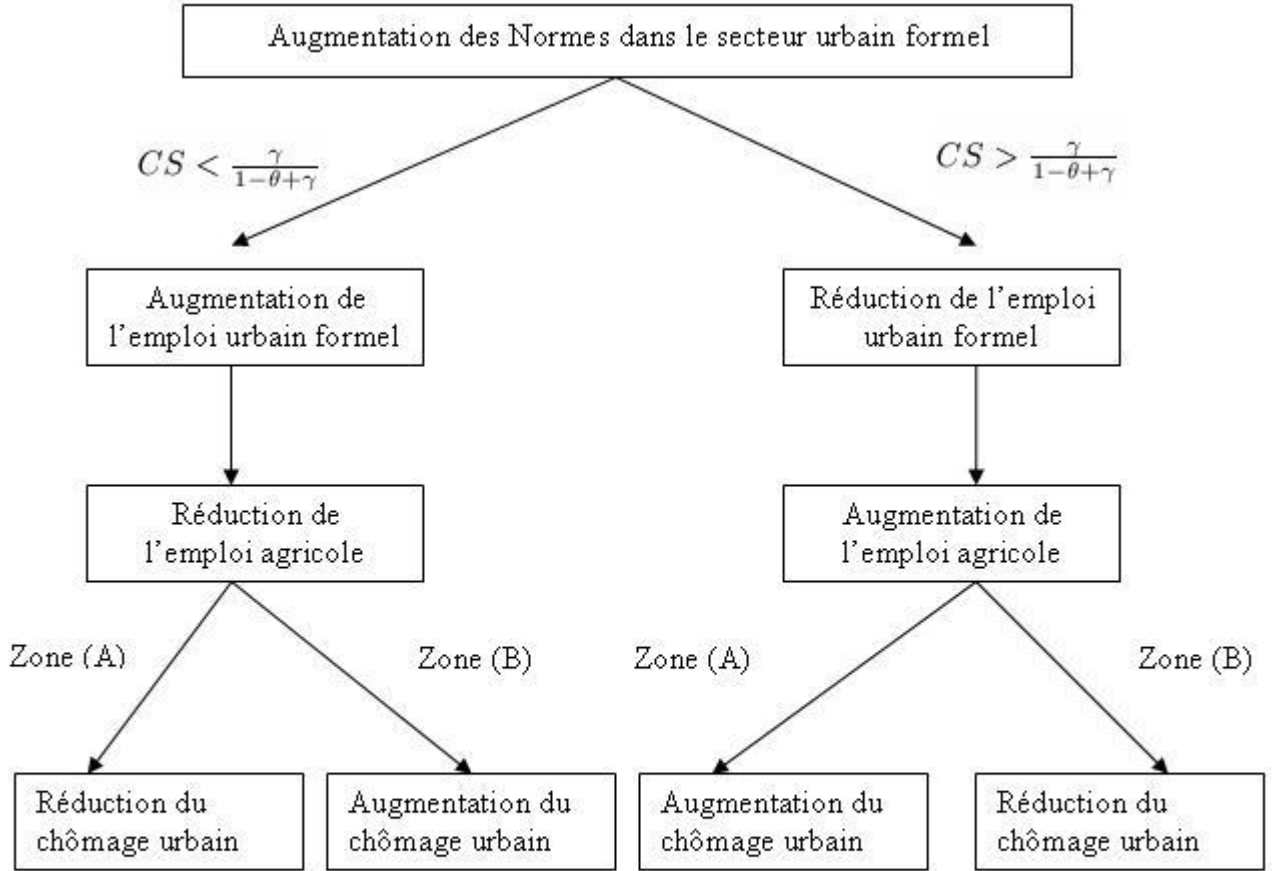 Augmentation des Normes dans le secteur urbain formel
CS < γ/(1−θ+γ)
CS > γ/(1−θ+γ)
Augmentation de
l'emploi urbain formel
Réduction de l'emploi
urbain formel
Réduction de
l'emploi agricole
Augmentation de
l'emploi agricole
Zone (A)
Zone (B)
Zone (A)
Zone (B)
Réduction du
chômage urbain
Augmentation du
chômage urbain
Augmentation du
chômage urbain
Réduction du
chômage urbain